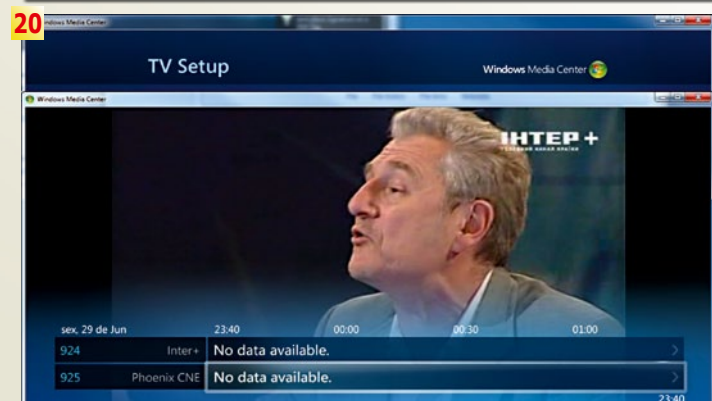 20
Windows Media Center
TV Setup
Windows Media Center
Windows Media Center
ІНТЕР +
sex, 29 de Jun 23:40 00:00 00:30 01:00
924 Inter+ No data available.
925 Phoenix CNE No data available.
23:40